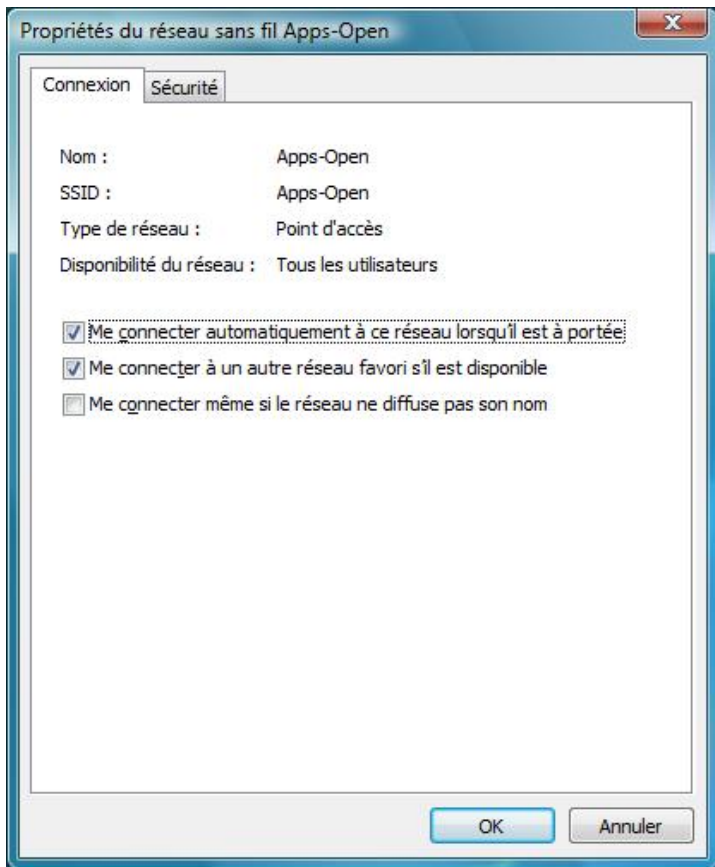 Propriétés du réseau sans fil Apps-Open
Connexion Sécurité
Nom : Apps-Open
SSID : Apps-Open
Type de réseau : Point d'accès
Disponibilité du réseau : Tous les utilisateurs
Me connecter automatiquement à ce réseau lorsqu'il est à portée
Me connecter à un autre réseau favori s'il est disponible
Me connecter même si le réseau ne diffuse pas son nom
OK Annuler